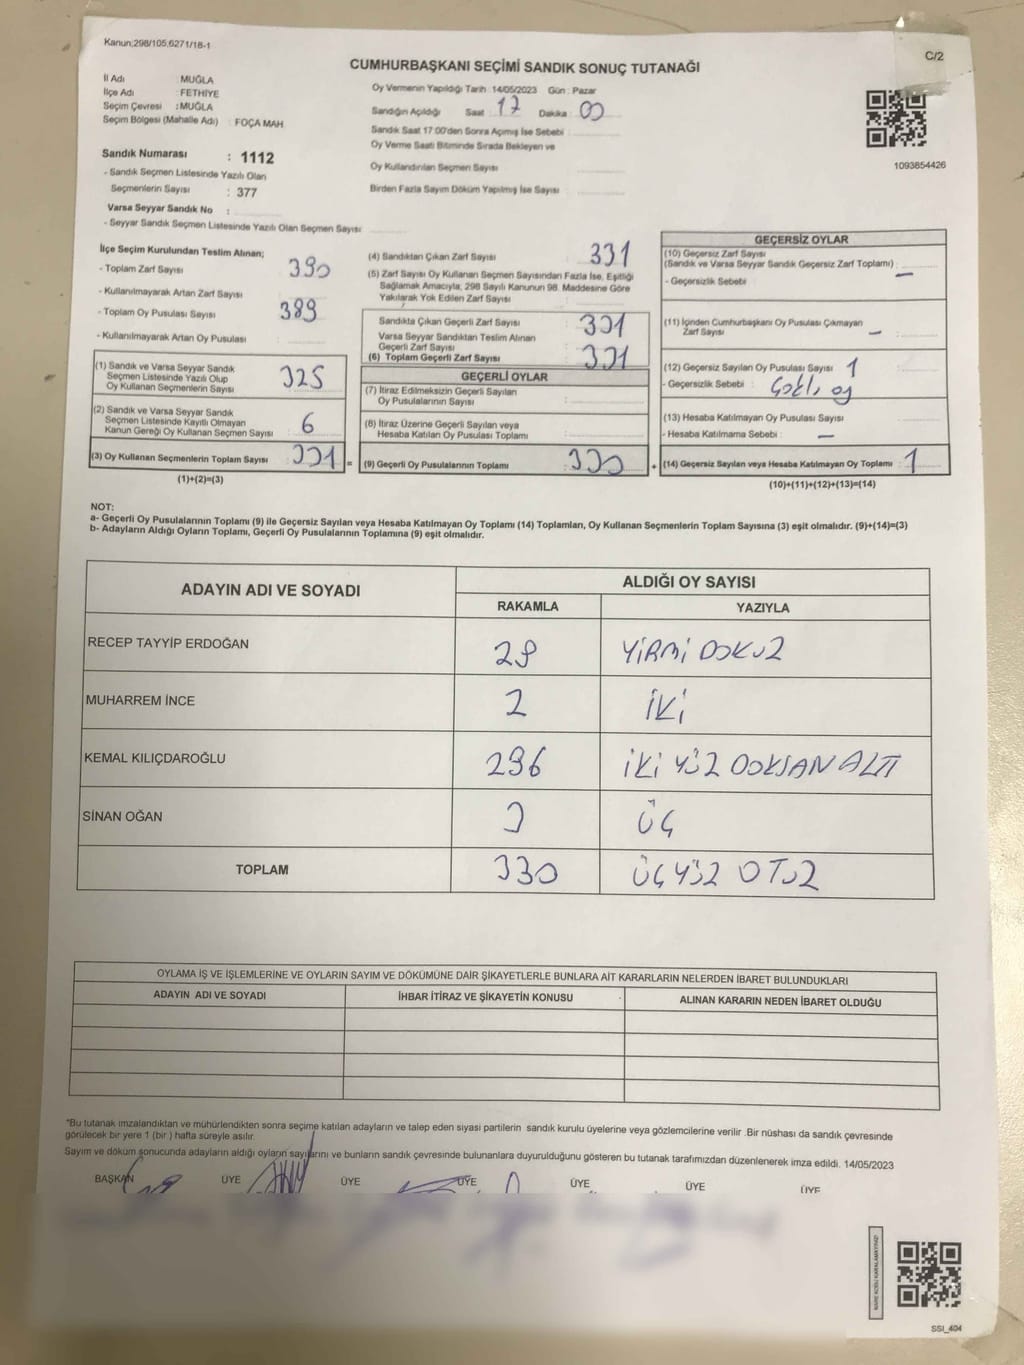 Kanun;298/105,6271/18-1
C/2
CUMHURBAŞKANI SEÇİMİ SANDIK SONUÇ TUTANAĞI
İl Adı : MUĞLA
İlçe Adı : FETHİYE
Seçim Çevresi : MUĞLA
Seçim Bölgesi (Mahalle Adı) : FOÇA MAH.
Oy Vermenin Yapıldığı Tarih : 14/05/2023 Gün : Pazar
Sandığın Açıldığı Saat : 17 Dakika : 00
Sandık Saat 17:00'den Sonra Açımış İse Sebebi :
Oy Verme Saati Bitiminde Sırada Bekleyen ve
Oy Kullandırılan Seçmen Sayısı :
Birden Fazla Sayım Döküm Yapılmış İse Sayısı :
1093854426
Sandık Numarası : 1112
- Sandık Seçmen Listesinde Yazılı Olan
Seçmenlerin Sayısı : 377
Varsa Seyyar Sandık No :
- Seyyar Sandık Seçmen Listesinde Yazılı Olan Seçmen Sayısı
İlçe Seçim Kurulundan Teslim Alınan;
- Toplam Zarf Sayısı 390
- Kullanılmayarak Artan Zarf Sayısı :
- Toplam Oy Pusulası Sayısı 389
- Kullanılmayarak Artan Oy Pusulası :
(1) Sandık ve Varsa Seyyar Sandık
Seçmen Listesinde Yazılı Olup
Oy Kullanan Seçmenlerin Sayısı 325
(2) Sandık ve Varsa Seyyar Sandık
Seçmen Listesinde Kayıtlı Olmayan
Kanun Gereği Oy Kullanan Seçmen Sayısı 6
(3) Oy Kullanan Seçmenlerin Toplam Sayısı 331 =
(1)+(2)=(3)
(4) Sandıktan Çıkan Zarf Sayısı 331
(5) Zarf Sayısı Oy Kullanan Seçmen Sayısından Fazla İse, Eşitliği
Sağlamak Amacıyla, 298 Sayılı Kanunun 98. Maddesine Göre
Yakılarak Yok Edilen Zarf Sayısı :
Sandıkta Çıkan Geçerli Zarf Sayısı 331
Varsa Seyyar Sandıktan Teslim Alınan
Geçerli Zarf Sayısı
(6) Toplam Geçerli Zarf Sayısı 331
GEÇERLİ OYLAR
(7) İtiraz Edilmeksizin Geçerli Sayılan
Oy Pusulalarının Sayısı :
(8) İtiraz Üzerine Geçerli Sayılan veya
Hesaba Katılan Oy Pusulası Toplamı :
(9) Geçerli Oy Pusulalarının Toplamı 330 +
GEÇERSİZ OYLAR
(10) Geçersiz Zarf Sayısı
(Sandık ve Varsa Seyyar Sandık Geçersiz Zarf Toplamı) : —
- Geçersizlik Sebebi
(11) İçinden Cumhurbaşkanı Oy Pusulası Çıkmayan
Zarf Sayısı — :
(12) Geçersiz Sayılan Oy Pusulası Sayısı : 1
- Geçersizlik Sebebi : Çoklu oy
(13) Hesaba Katılmayan Oy Pusulası Sayısı
- Hesaba Katılmama Sebebi : —
(14) Geçersiz Sayılan veya Hesaba Katılmayan Oy Toplamı : 1
(10)+(11)+(12)+(13)=(14)
NOT:
a- Geçerli Oy Pusulalarının Toplamı (9) ile Geçersiz Sayılan veya Hesaba Katılmayan Oy Toplamı (14) Toplamları, Oy Kullanan Seçmenlerin Toplam Sayısına (3) eşit olmalıdır. (9)+(14)=(3)
b- Adayların Aldığı Oyların Toplamı, Geçerli Oy Pusulalarının Toplamına (9) eşit olmalıdır.
ADAYIN ADI VE SOYADI
ALDIĞI OY SAYISI
RAKAMLA YAZIYLA
RECEP TAYYİP ERDOĞAN 29 YİRMİ DOKUZ
MUHARREM İNCE 2 İKİ
KEMAL KILIÇDAROĞLU 296 İKİ YÜZ DOKSAN ALTI
SİNAN OĞAN 3 ÜÇ
TOPLAM 330 ÜÇ YÜZ OTUZ
OYLAMA İŞ VE İŞLEMLERİNE VE OYLARIN SAYIM VE DÖKÜMÜNE DAİR ŞİKAYETLERLE BUNLARA AİT KARARLARIN NELERDEN İBARET BULUNDUKLARI
ADAYIN ADI VE SOYADI İHBAR İTİRAZ VE ŞİKAYETİN KONUSU ALINAN KARARIN NEDEN İBARET OLDUĞU
*Bu tutanak imzalandıktan ve mühürlendikten sonra seçime katılan adayların ve talep eden siyasi partilerin sandık kurulu üyelerine veya gözlemcilerine verilir .Bir nüshası da sandık çevresinde
görülecek bir yere 1 (bir ) hafta süreyle asılır.
Sayım ve döküm sonucunda adayların aldığı oyların sayılarını ve bunların sandık çevresinde bulunanlara duyurulduğunu gösteren bu tutanak tarafımızdan düzenlenerek imza edildi. 14/05/2023
BAŞKAN ÜYE ÜYE ÜYE ÜYE ÜYE ÜYE
SSI_404